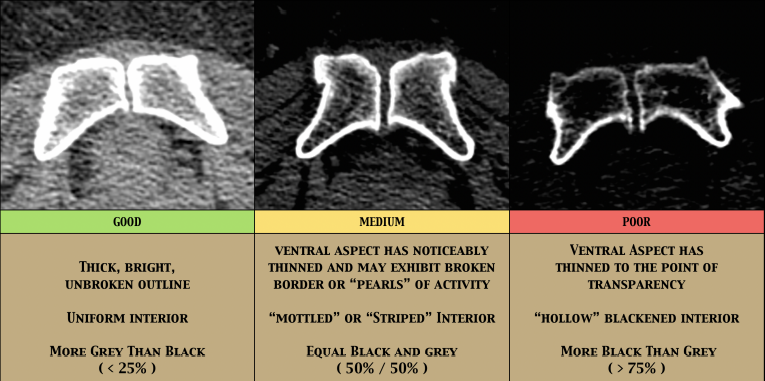 GOOD
MEDIUM
POOR
Thick, bright,
unbroken outline
Uniform interior
More Grey Than Black
( < 25% )
ventral aspect has noticeably
thinned and may exhibit broken
border or “pearls” of activity
“mottled” or “Striped” Interior
Equal Black and grey
( 50% / 50% )
Ventral Aspect has
thinned to the point of
transparency
“hollow” blackened interior
More Black Than Grey
( > 75% )